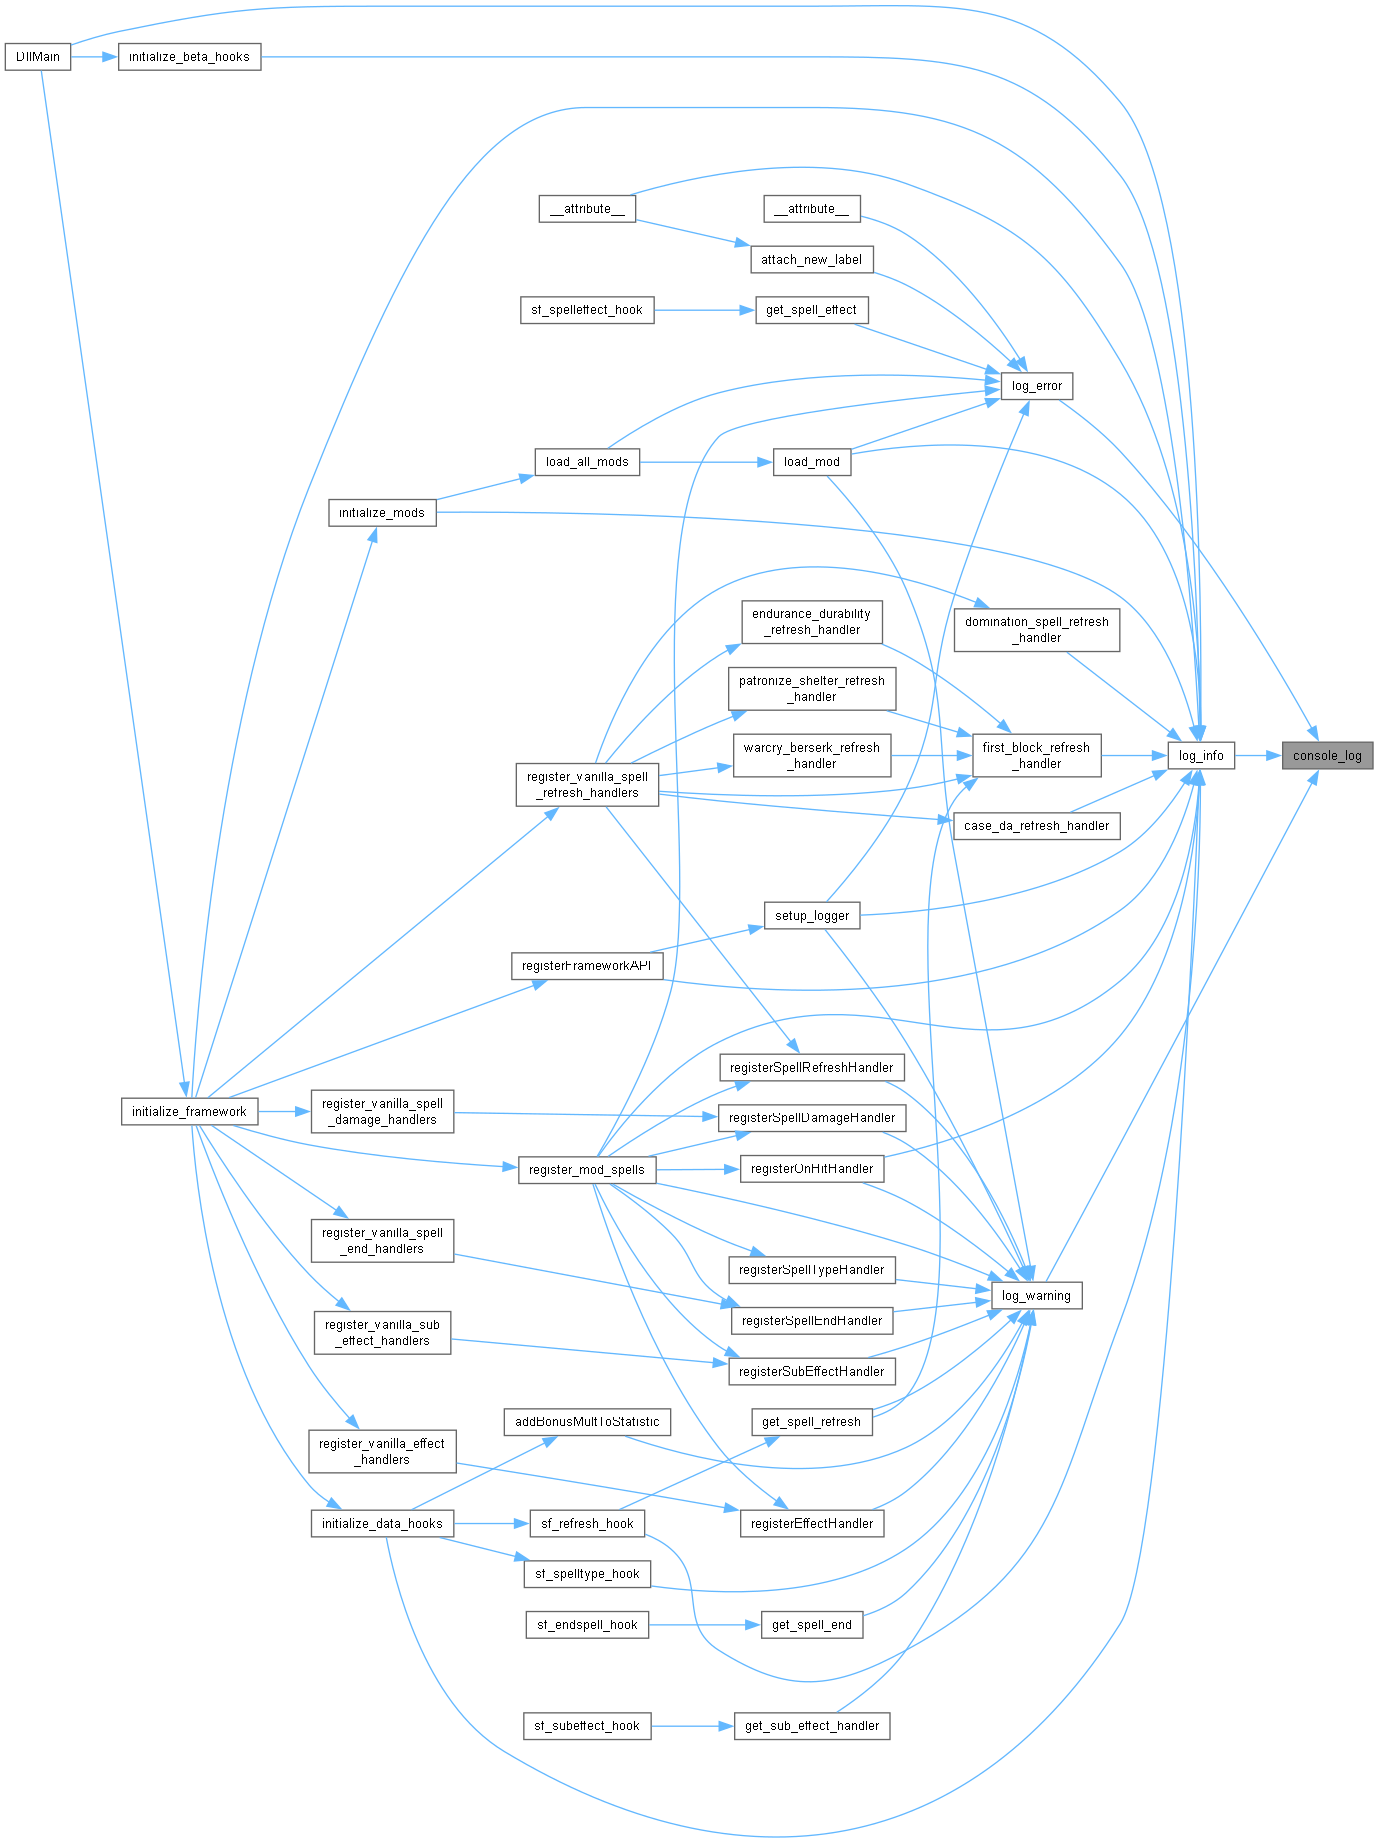 DllMain
initialize_beta_hooks
__attribute__
__attribute__
attach_new_label
sf_spelleffect_hook
get_spell_effect
log_error
load_all_mods
load_mod
initialize_mods
endurance_durability
_refresh_handler
domination_spell_refresh
_handler
patronize_shelter_refresh
_handler
warcry_berserk_refresh
_handler
first_block_refresh
_handler
log_info
console_log
register_vanilla_spell
_refresh_handlers
case_da_refresh_handler
setup_logger
registerFrameworkAPI
registerSpellRefreshHandler
initialize_framework
register_vanilla_spell
_damage_handlers
registerSpellDamageHandler
register_mod_spells
registerOnHitHandler
register_vanilla_spell
_end_handlers
registerSpellTypeHandler
log_warning
registerSpellEndHandler
register_vanilla_sub
_effect_handlers
registerSubEffectHandler
addBonusMultToStatistic
get_spell_refresh
register_vanilla_effect
_handlers
initialize_data_hooks
sf_refresh_hook
registerEffectHandler
sf_spelltype_hook
sf_endspell_hook
get_spell_end
sf_subeffect_hook
get_sub_effect_handler